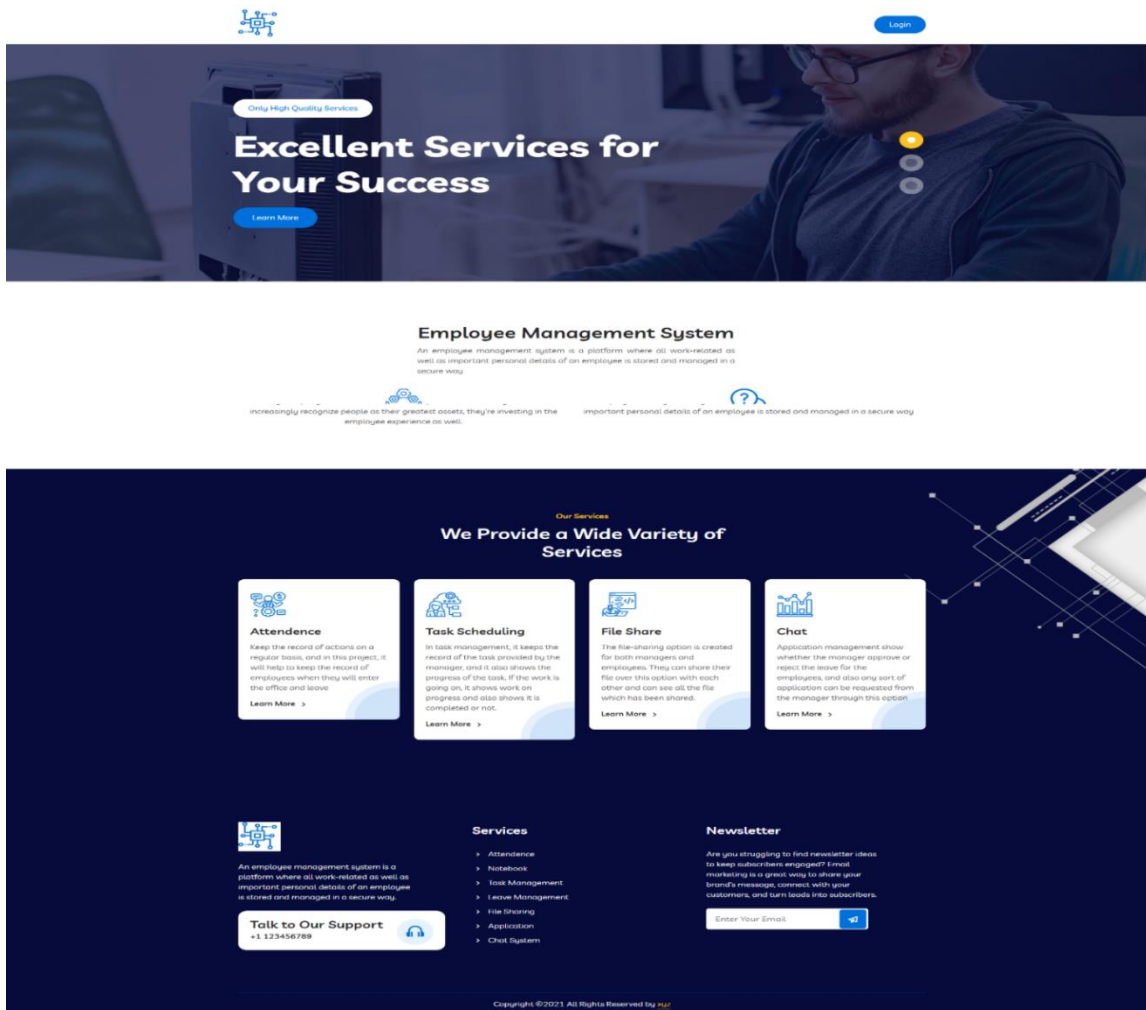 Login
Only High Quality Services
Excellent Services for
Your Success
Learn More
Employee Management System
An employee management system is a platform where all work-related as
well as important personal details of an employee is stored and managed in a
secure way
increasingly recognize people as their greatest assets, they're investing in the
employee experience as well.
important personal details of an employee is stored and managed in a secure way
Our Services
We Provide a Wide Variety of
Services
Attendence
Keep the record of actions on a
regular basis, and in this project, it
will help to keep the record of
employees when they will enter
the office and leave
Learn More >
Task Scheduling
In task management, it keeps the
record of the task provided by the
manager, and it also shows the
progress of the task, If the work is
going on, it shows work on
progress and also shows it is
completed or not.
Learn More >
File Share
The file-sharing option is created
for both managers and
employees. They can share their
file over this option with each
other and can see all the file
which has been shared.
Learn More >
Chat
Application management show
whether the manager approve or
reject the leave for the
employees, and also any sort of
application can be requested from
the manager through this option
Learn More >
An employee management system is a
platform where all work-related as well as
important personal details of an employee
is stored and managed in a secure way.
Talk to Our Support
+1 123456789
Services
> Attendence
> Notebook
> Task Management
> Leave Management
> File Sharing
> Application
> Chat System
Newsletter
Are you struggling to find newsletter ideas
to keep subscribers engaged? Email
marketing is a great way to share your
brand's message, connect with your
customers, and turn leads into subscribers.
Enter Your Email
Copyright ©2021 All Rights Reserved by xyz